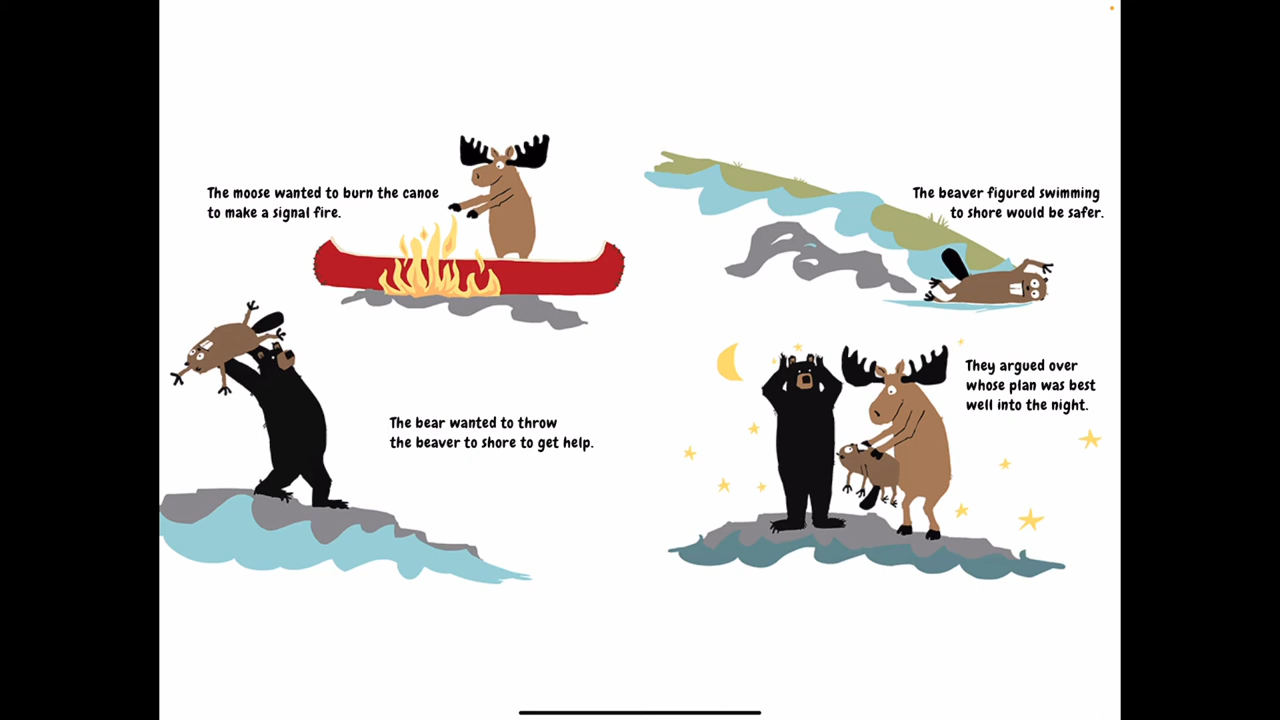 The moose wanted to burn the canoe
to make a signal fire.
The beaver figured swimming
to shore would be safer.
The bear wanted to throw
the beaver to shore to get help.
They argued over
whose plan was best
well into the night.